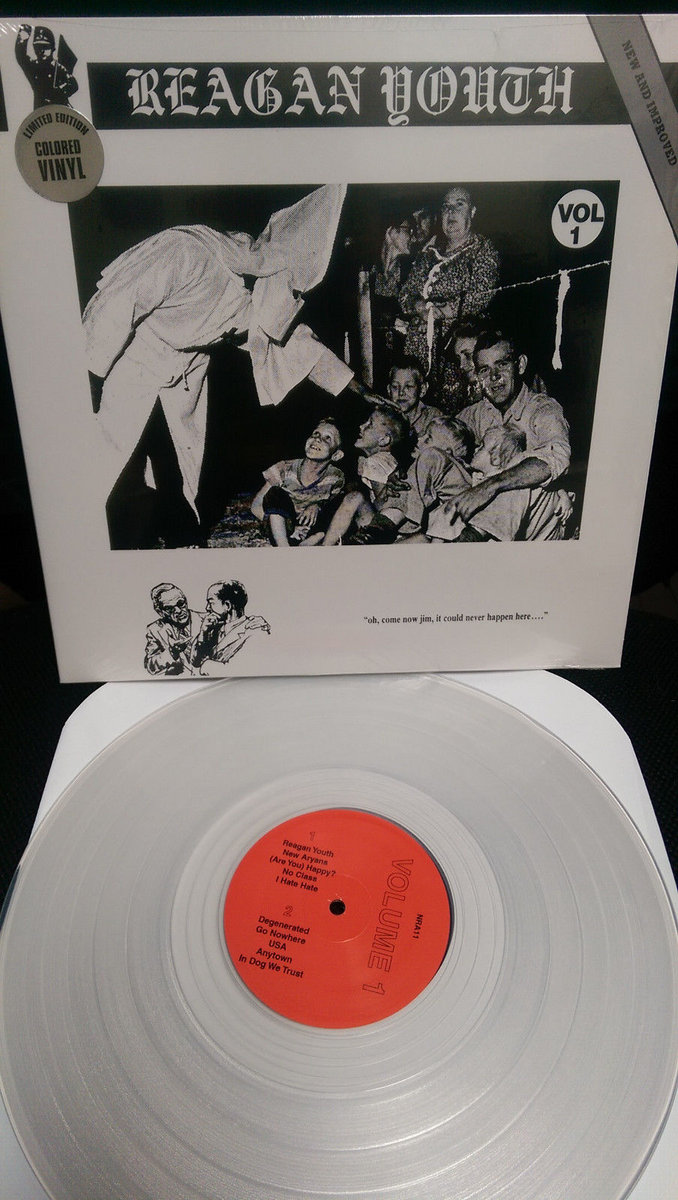 REAGAN YOUTH
NEW AND IMPROVED
LIMITED EDITION
COLORED
VINYL
VOL
1
“oh, come now jim, it could never happen here....”
1
Reagan Youth
New Aryans
(Are You) Happy?
No Class
I Hate Hate
2
Degenerated
Go Nowhere
USA
Anytown
In Dog We Trust
VOLUME 1
NRA11